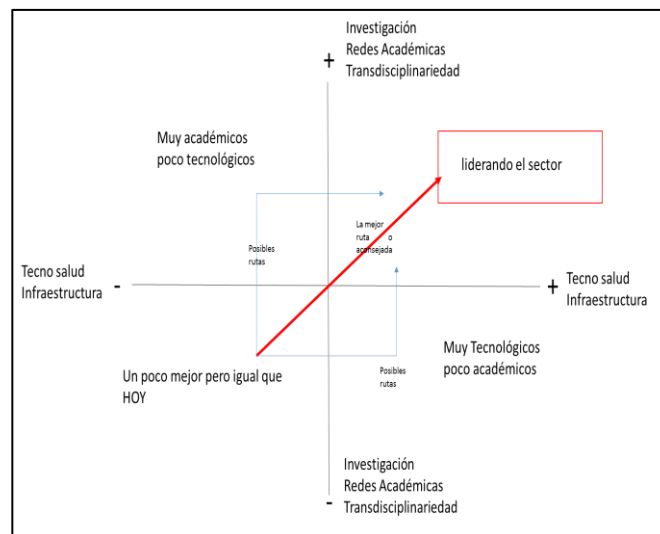 Investigación
Redes Académicas
+
Transdisciplinariedad
Muy académicos
poco tecnológicos
liderando el sector
La mejor
ruta o
aconsejada
Posibles
rutas
Tecno salud
Infraestructura
-
+
Tecno salud
Infraestructura
Muy Tecnológicos
poco académicos
Un poco mejor pero igual que
HOY
Posibles
rutas
Investigación
Redes Académicas
-
Transdisciplinariedad